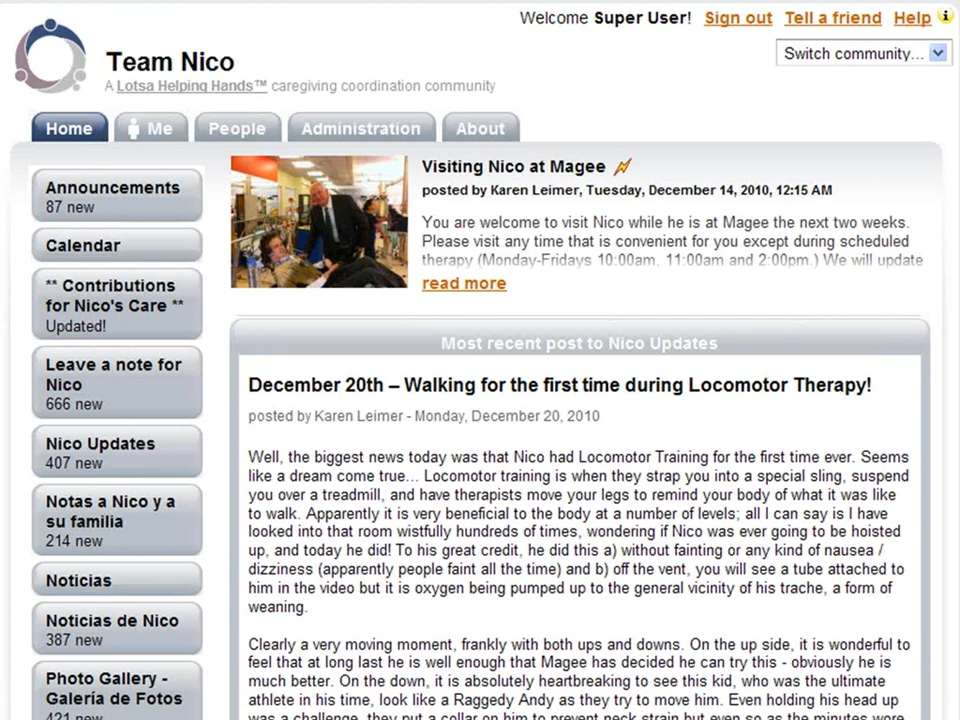 Welcome Super User! Sign out Tell a friend Help i
Switch community...
Team Nico
A Lotsa Helping Hands™ caregiving coordination community
Home Me People Administration About
Announcements
87 new
Calendar
** Contributions
for Nico's Care **
Updated!
Leave a note for
Nico
666 new
Nico Updates
407 new
Notas a Nico y a
su familia
214 new
Noticias
Noticias de Nico
387 new
Photo Gallery -
Galería de Fotos
421 new
Visiting Nico at Magee
posted by Karen Leimer, Tuesday, December 14, 2010, 12:15 AM
You are welcome to visit Nico while he is at Magee the next two weeks.
Please visit any time that is convenient for you except during scheduled
therapy (Monday-Fridays 10:00am, 11:00am and 2:00pm.) We will update
read more
Most recent post to Nico Updates
December 20th – Walking for the first time during Locomotor Therapy!
posted by Karen Leimer - Monday, December 20, 2010
Well, the biggest news today was that Nico had Locomotor Training for the first time ever. Seems
like a dream come true... Locomotor training is when they strap you into a special sling, suspend
you over a treadmill, and have therapists move your legs to remind your body of what it was like
to walk. Apparently it is very beneficial to the body at a number of levels; all I can say is I have
looked into that room wistfully hundreds of times, wondering if Nico was ever going to be hoisted
up, and today he did! To his great credit, he did this a) without fainting or any kind of nausea /
dizziness (apparently people faint all the time) and b) off the vent, you will see a tube attached to
him in the video but it is oxygen being pumped up to the general vicinity of his trache, a form of
weaning.
Clearly a very moving moment, frankly with both ups and downs. On the up side, it is wonderful to
feel that at long last he is well enough that Magee has decided he can try this - obviously he is
much better. On the down, it is absolutely heartbreaking to see this kid, who was the ultimate
athlete in his time, look like a Raggedy Andy as they try to move him. Even holding his head up
was a challenge, they put a collar on him to prevent neck strain but even so as the minutes wore